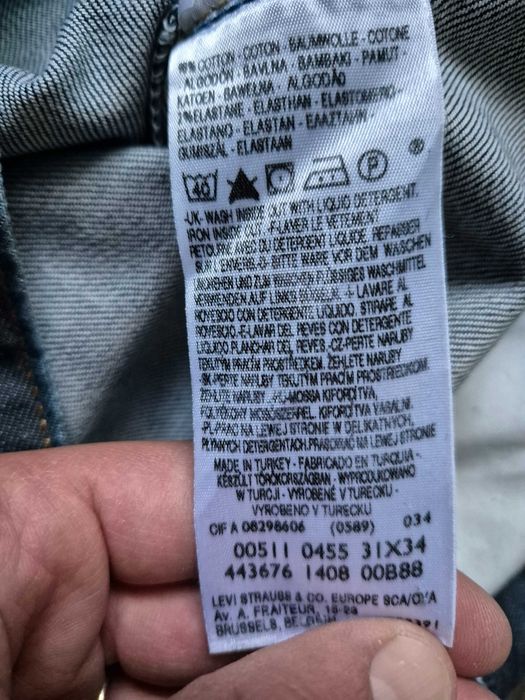 98% COTTON - COTON - BAUMWOLLE - COTONE
- ALGODÓN - BAVLNA - BAMBAKI - PAMUT -
KATOEN - BAWEŁNA - ALGODÃO
2% ELASTANE - ELASTHAN - ELASTOMERO -
ELASTANO - ELASTAN - ΕΛΑΣΤΑΝΗ -
GUMISZÁL - ELASTAAN
40 P ®
-UK- WASH INSIDE OUT WITH LIQUID DETERGENT,
IRON INSIDE OUT -F- LAVER LE VETEMENT
RETOURNE AVEC DU DETERGENT LIQUIDE, REPASSER
SUR L'ENVERS -D- BITTE WARE VOR DEM WASCHEN
UMDREHEN UND ZUM WASCHEN FLÜSSIGES WASCHMITTEL
VERWENDEN AUF LINKS BÜGELN -I- LAVARE AL
ROVESCIO CON DETERGENTE LIQUIDO, STIRARE AL
ROVESCIO -E- LAVAR DEL REVES CON DETERGENTE
LIQUIDO, PLANCHAR DEL REVES -CZ- PERTE NARUBY
TEKUTÝM PRACÍM PROSTŘEDKEM, ŽEHLETE NARUBY
-SK- PERTE NARUBY TEKUTÝM PRACÍM PROSTRIEDKOM,
ŽEHLITE NARUBY -HU- MOSSA KIFORDÍTVA
FOLYÉKONY MOSÓSZERREL, KIFORDÍTVA VASALNI.
-PL- PRAĆ NA LEWEJ STRONIE W DELIKATNYCH,
PŁYNNYCH DETERGENTACH, PRASOWAĆ NA LEWEJ STRONIE
MADE IN TURKEY - FABRICADO EN TURQUIA -
KÉSZÜLT TÖRÖKORSZÁGBAN - WYPRODUKOWANO
W TURCJI - VYROBENÉ V TURECKU -
VYROBENO V TURECKU
CIF A 08298606 (0589) 034
00511 0455 31X34
443676 1408 00B88
LEVI STRAUSS & CO. EUROPE SCA/CVA
Av. A. FRAITEUR, 15-23
BRUSSELS, BELGIUM